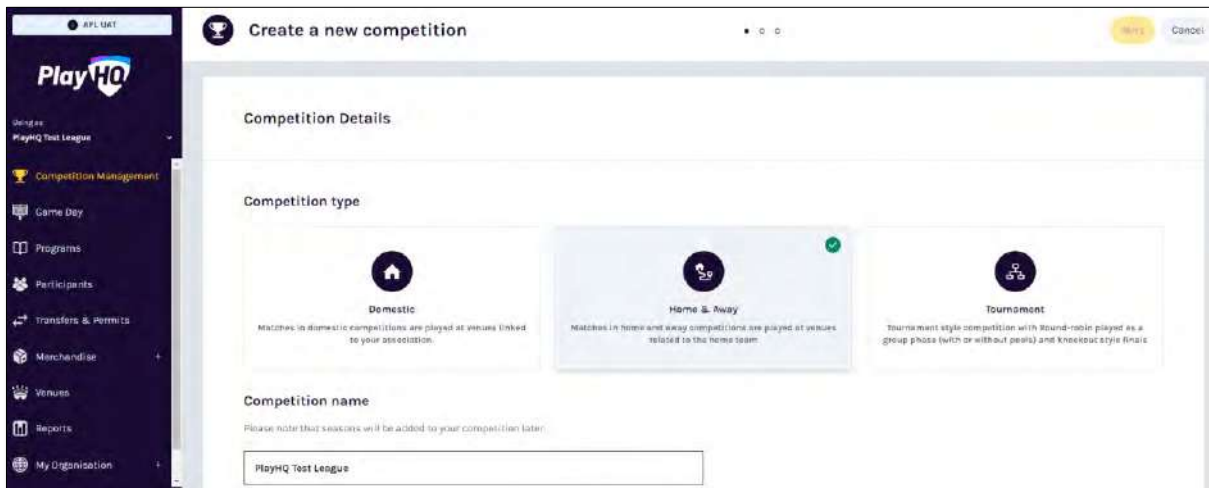 AFL UAT
PlayHQ
Using as
PlayHQ Test League
Competition Management
Game Day
Programs
Participants
Transfers & Permits
Merchandise +
Venues
Reports
My Organisation +
Create a new competition
Next
Cancel
Competition Details
Competition type
Domestic
Matches in domestic competitions are played at venues linked
to your association.
Home & Away
Matches in home and away competitions are played at venues
related to the home team
Tournament
Tournament style competition with Round-robin played as a
group phase (with or without pools) and knockout style finals
Competition name
Please note that seasons will be added to your competition later.
PlayHQ Test League